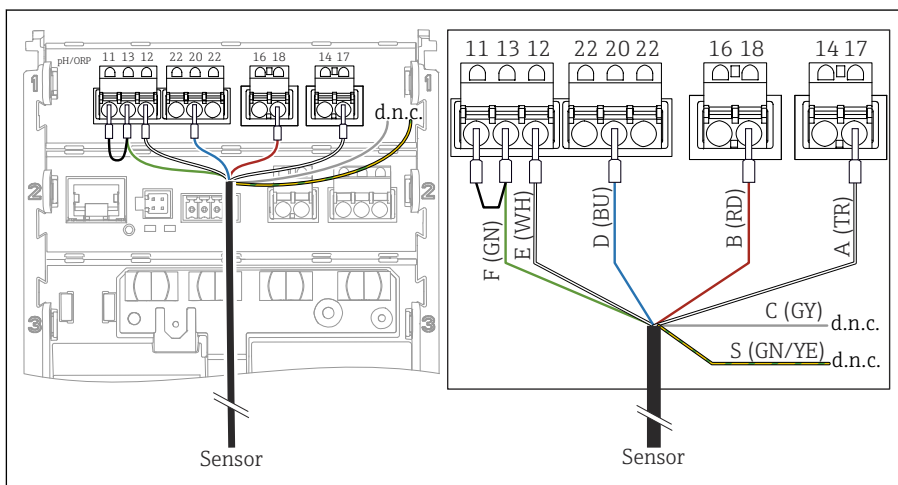 pH/ORP 11 13 12 22 20 22 16 18 14 17
1 1
d.n.c.
2 2
3 3
Sensor
11 13 12 22 20 22 16 18 14 17
F (GN) E (WH) D (BU) B (RD) A (TR)
C (GY) d.n.c.
S (GN/YE) d.n.c.
Sensor